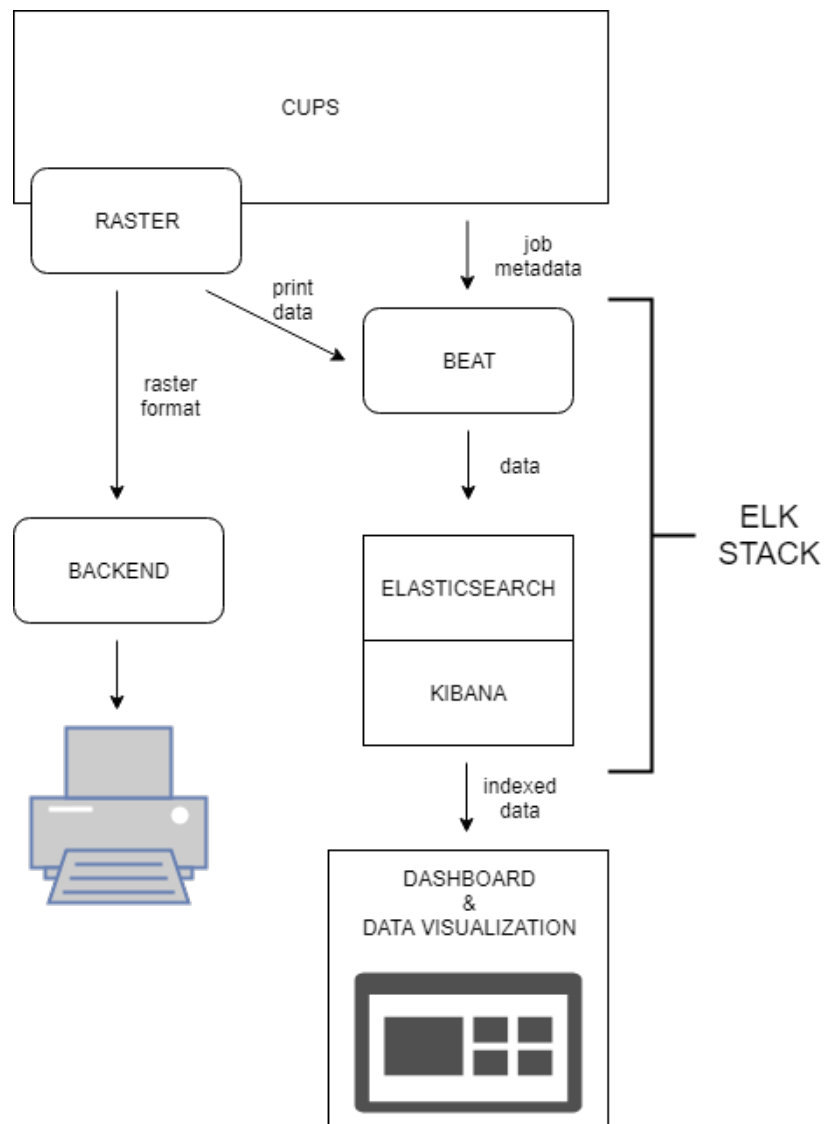 CUPS
RASTER
job
metadata
print
data
BEAT
raster
format
data
ELK
STACK
BACKEND
ELASTICSEARCH
KIBANA
indexed
data
DASHBOARD
&
DATA VISUALIZATION